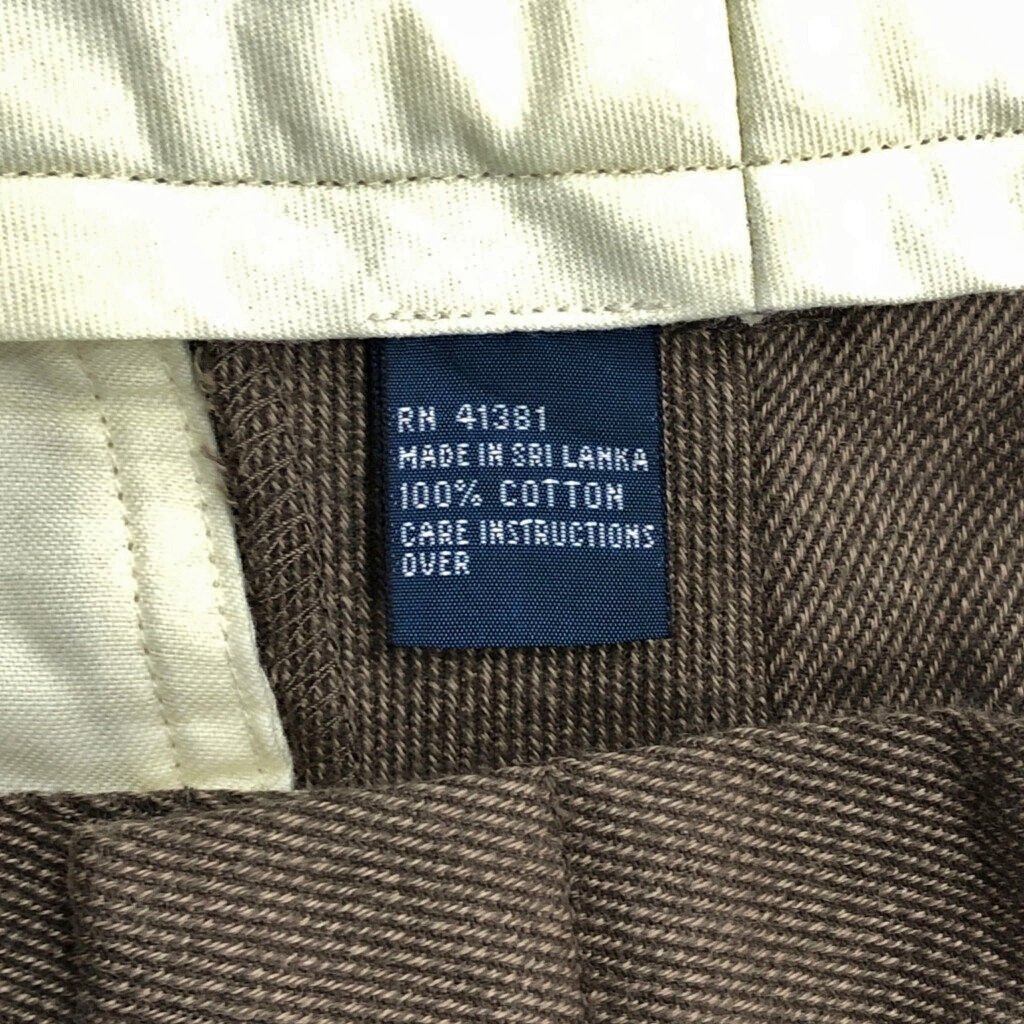 RN 41381
MADE IN SRI LANKA
100% COTTON
CARE INSTRUCTIONS
OVER